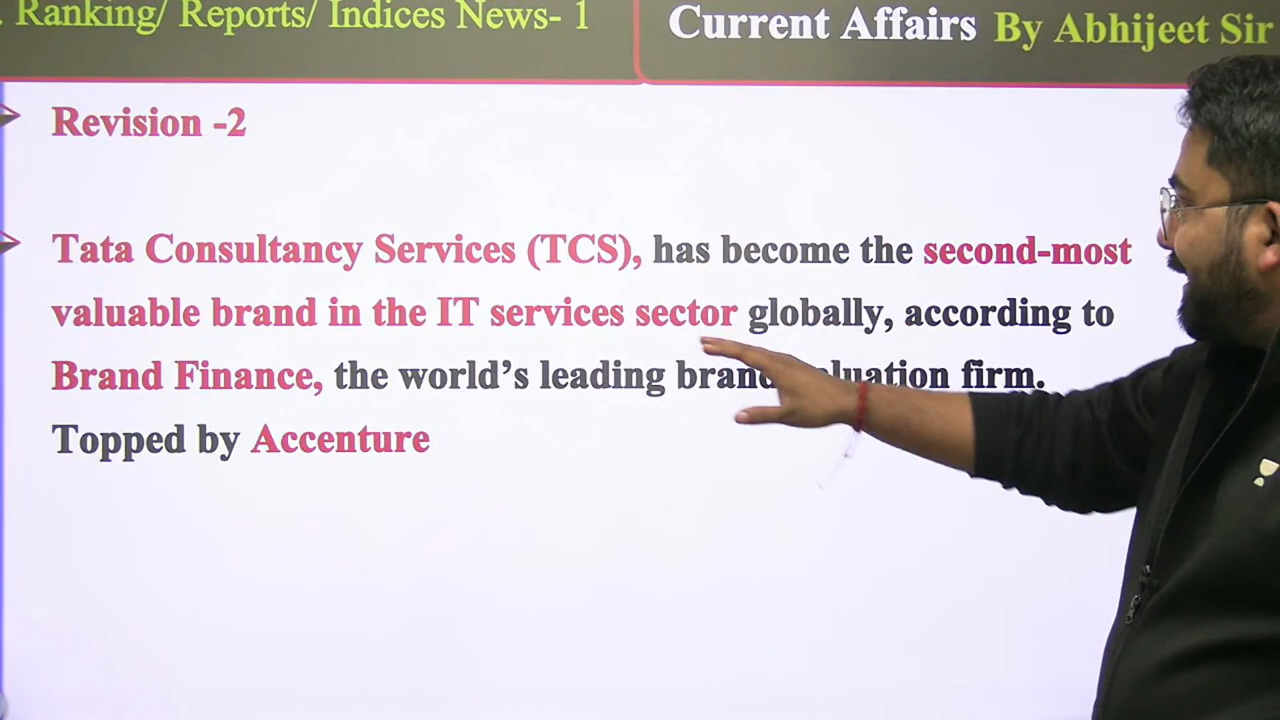 . Ranking/ Reports/ Indices News- 1
Current Affairs By Abhijeet Sir
Revision -2
Tata Consultancy Services (TCS), has become the second-most
valuable brand in the IT services sector globally, according to
Brand Finance, the world’s leading brand valuation firm.
Topped by Accenture